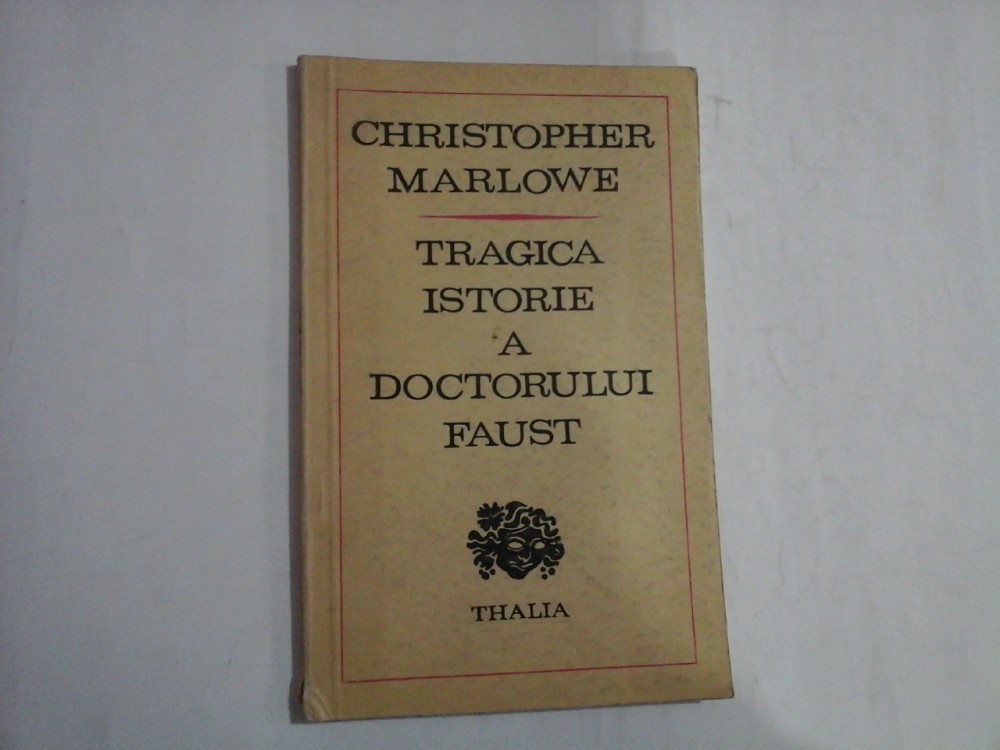 CHRISTOPHER
MARLOWE
TRAGICA
ISTORIE
A
DOCTORULUI
FAUST
THALIA